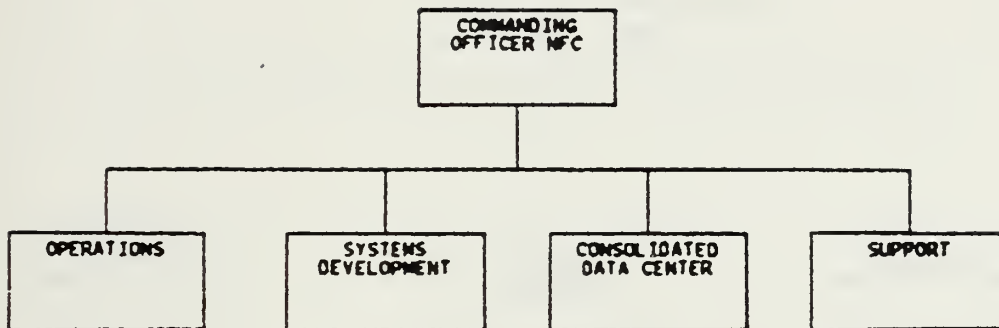 COMMANDING
OFFICER NFC
OPERATIONS
SYSTEMS
DEVELOPMENT
CONSOLIDATED
DATA CENTER
SUPPORT